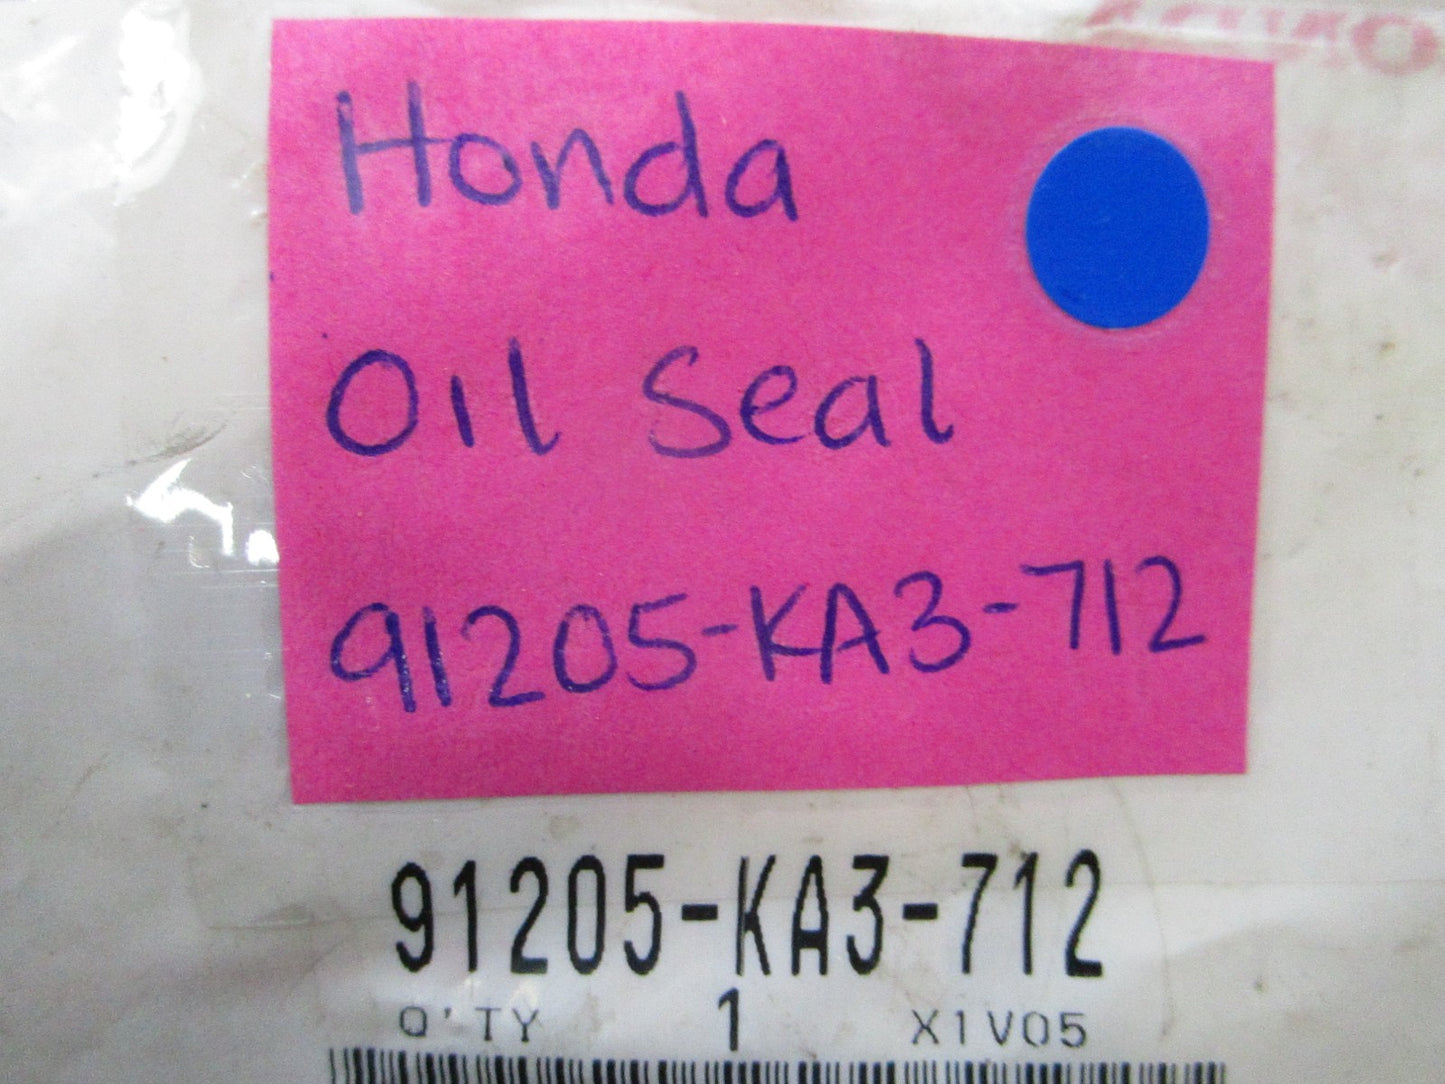 Honda
Oil Seal
91205-KA3-712
91205-KA3-712
Q'TY 1 X1V05